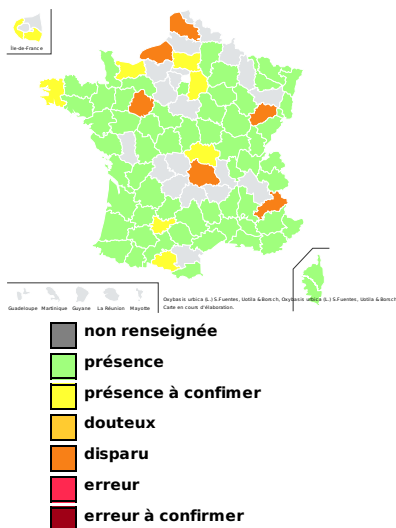 Île-de-France
Guadeloupe Martinique Guyane La Réunion Mayotte
Oxybasis urbica (L.) S.Fuentes, Uotila & Borsch, Oxybasis urbica (L.) S.Fuentes, Uotila & Borsch
Carte en cours d'élaboration.
non renseignée
présence
présence à confimer
douteux
disparu
erreur
erreur à confirmer